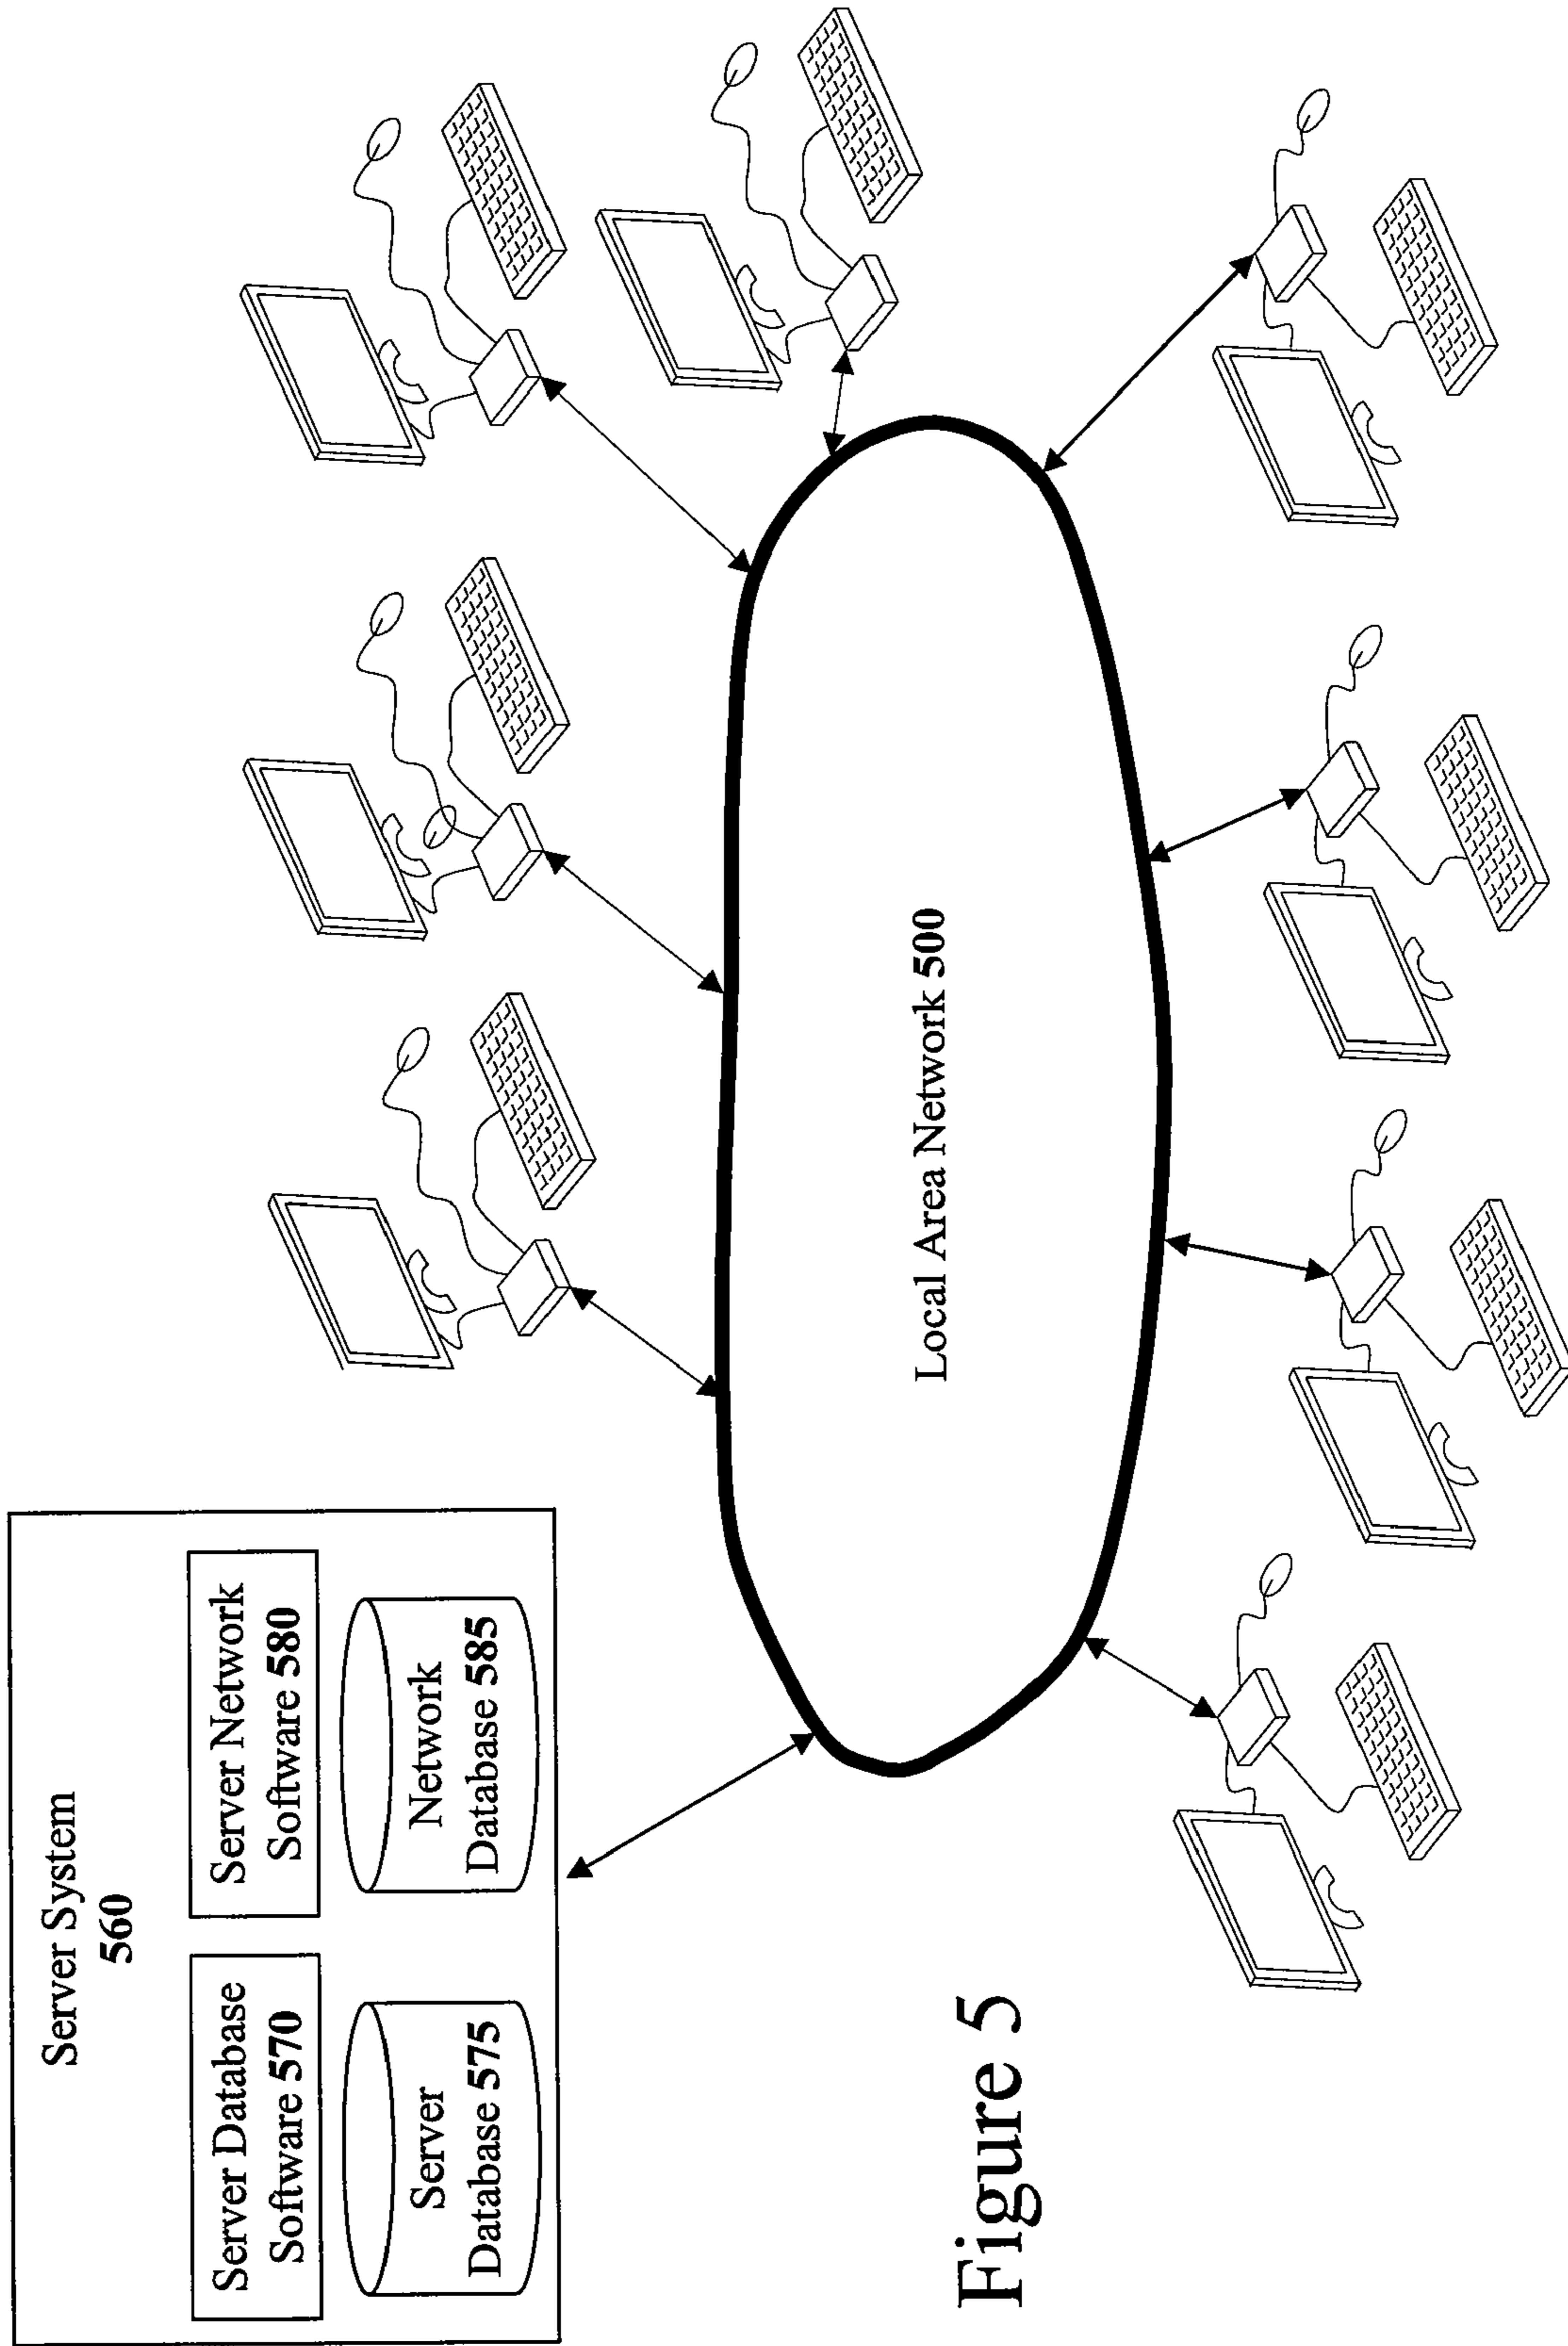 Server System
560
Server Database
Software 570
Server Network
Software 580
Server
Database 575
Network
Database 585
Local Area Network 500
Figure 5